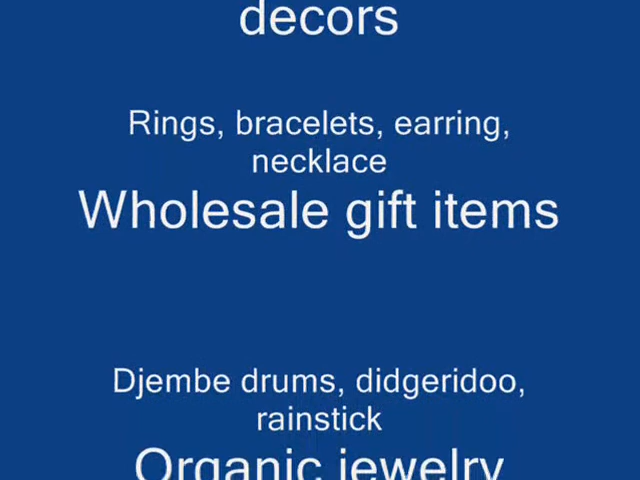 decors
Rings, bracelets, earring,
necklace
Wholesale gift items
Djembe drums, didgeridoo,
rainstick
Organic jewelry